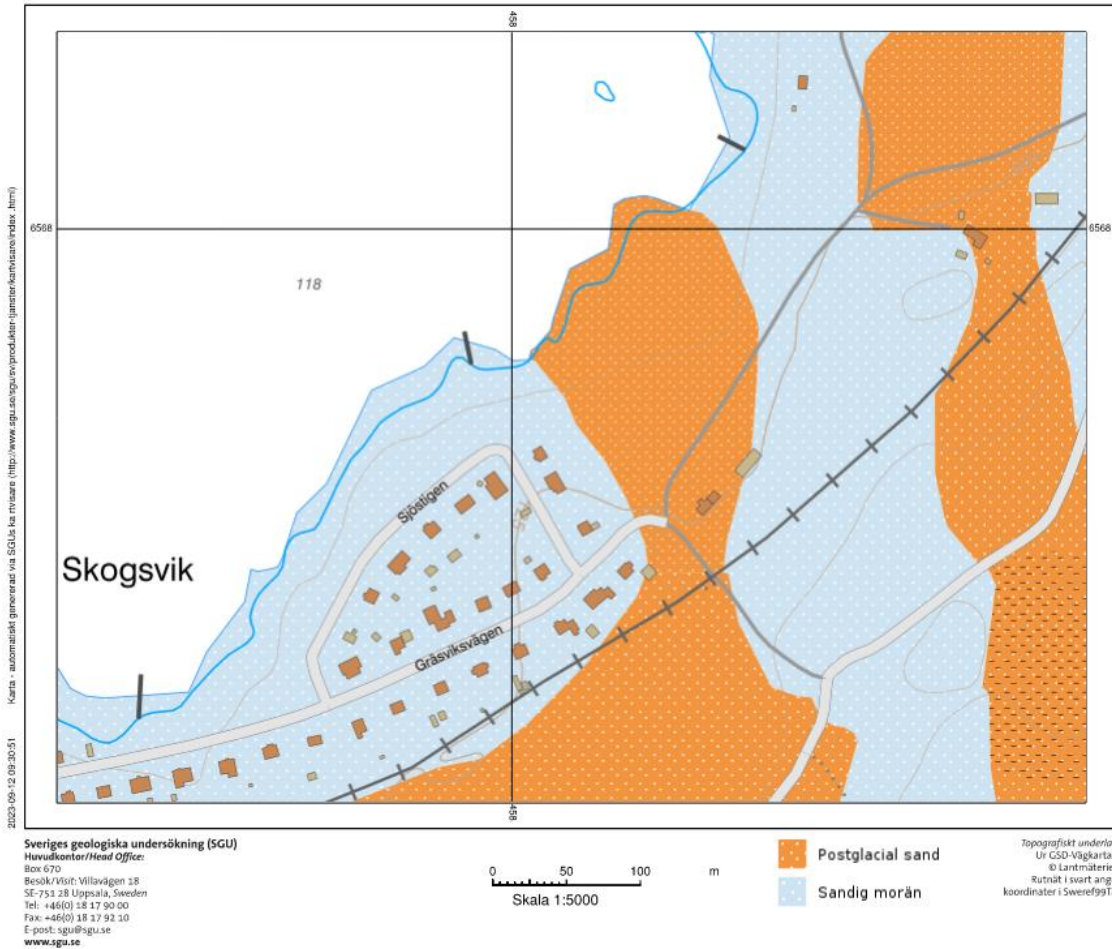 458
6568
6568
118
Sjöstigen
Skogsvik
Gräsviksvägen
458
Karta - automatiskt genererad via SGUs kartvisare (http://www.sgu.se/sgu/sv/produkter-tjanster/kartvisare/index.html)
2023-09-12 09:30:51
Sveriges geologiska undersökning (SGU)
Huvudkontor/Head Office:
Box 670
Besök/Visit: Villavägen 18
SE-751 28 Uppsala, Sweden
Tel: +46(0) 18 17 90 00
Fax: +46(0) 18 17 92 10
E-post: sgu@sgu.se
www.sgu.se
0 50 100 m
Skala 1:5000
Postglacial sand
Sandig morän
Topografiskt underla
Ur GSD-Vägkarta
© Lantmäterie
Rutnät i svart ang
koordinater i Sweref99T